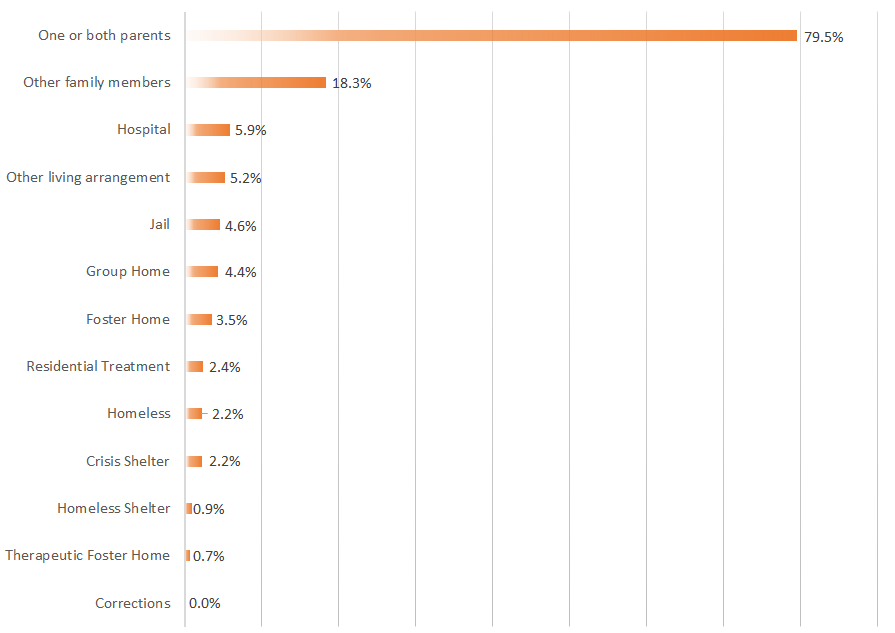 One or both parents 79.5%
Other family members 18.3%
Hospital 5.9%
Other living arrangement 5.2%
Jail 4.6%
Group Home 4.4%
Foster Home 3.5%
Residential Treatment 2.4%
Homeless 2.2%
Crisis Shelter 2.2%
Homeless Shelter 0.9%
Therapeutic Foster Home 0.7%
Corrections 0.0%